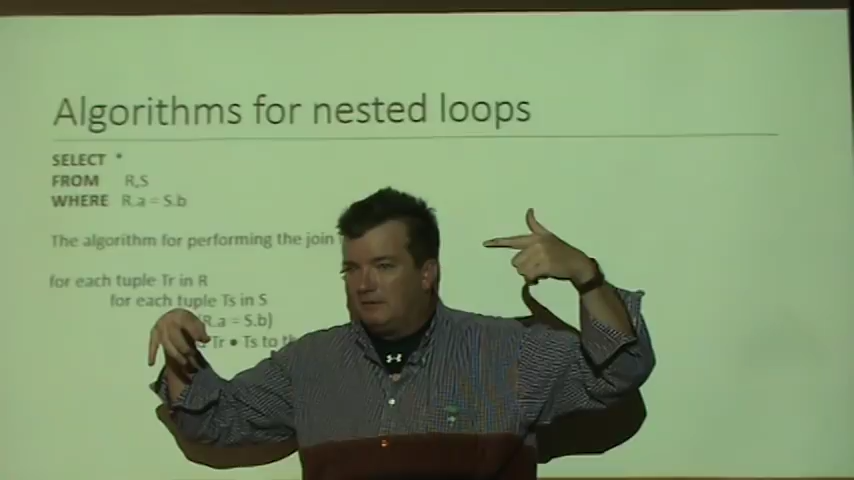 Algorithms for nested loops
SELECT *
FROM R,S
WHERE R.a = S.b
The algorithm for performing the join
for each tuple Tr in R
for each tuple Ts in S
(R.a = S.b)
Tr • Ts to